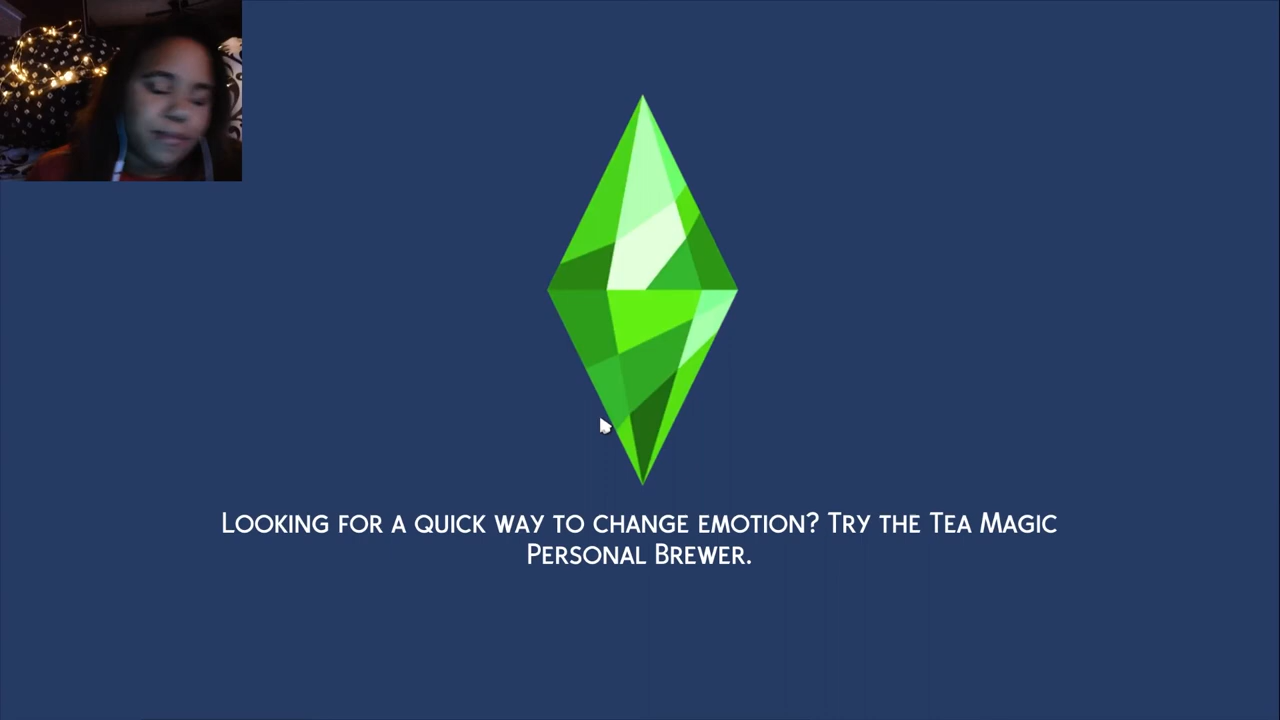 Looking for a quick way to change emotion? Try the Tea Magic
Personal Brewer.